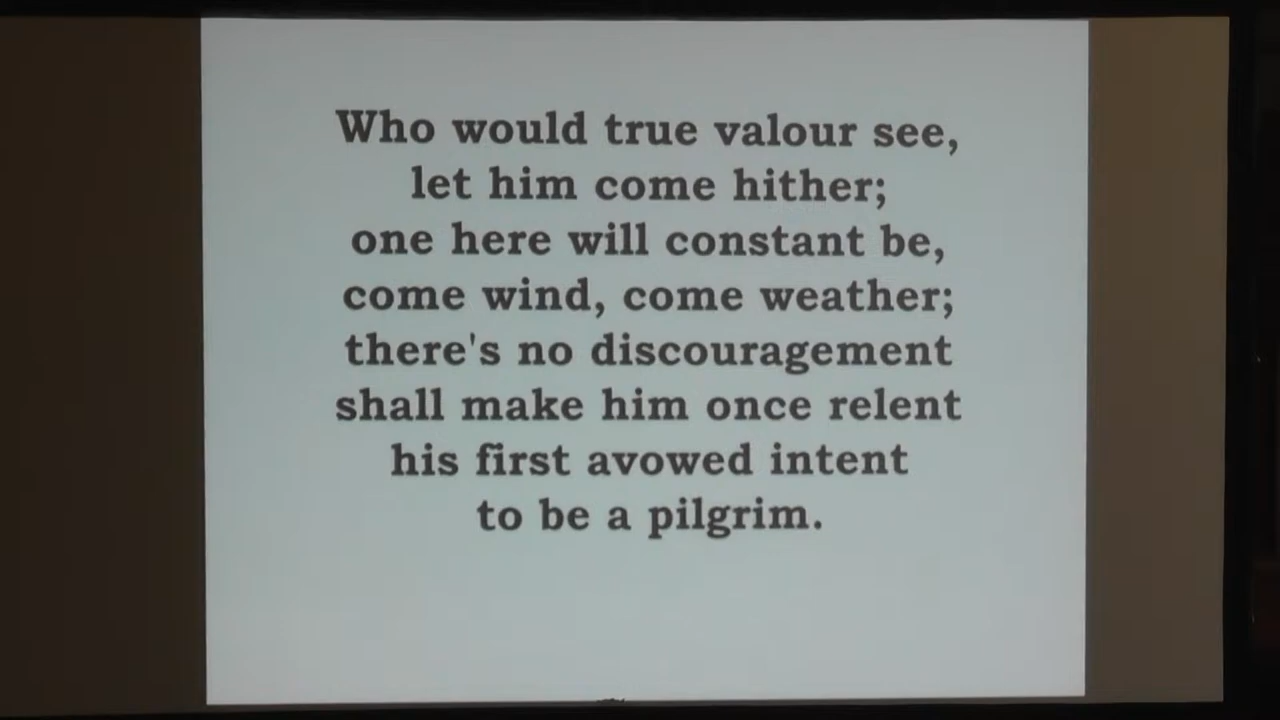 Who would true valour see,
let him come hither;
one here will constant be,
come wind, come weather;
there's no discouragement
shall make him once relent
his first avowed intent
to be a pilgrim.